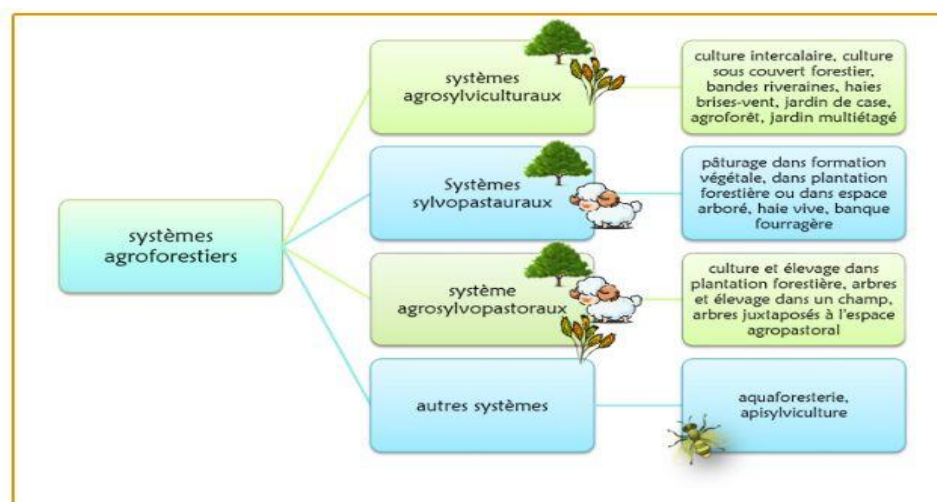 systèmes
agroforestiers
systèmes
agrosylviculturaux
culture intercalaire, culture
sous couvert forestier,
bandes riveraines, haies
brises-vent, jardin de case,
agroforêt, jardin multiétagé
Systèmes
sylvopastauraux
pâturage dans formation
végétale, dans plantation
forestière ou dans espace
arboré, haie vive, banque
fourragère
système
agrosylvopastoraux
culture et élevage dans
plantation forestière, arbres
et élevage dans un champ,
arbres juxtaposés à l'espace
agropastoral
autres systèmes
aquaforesterie,
apisylviculture